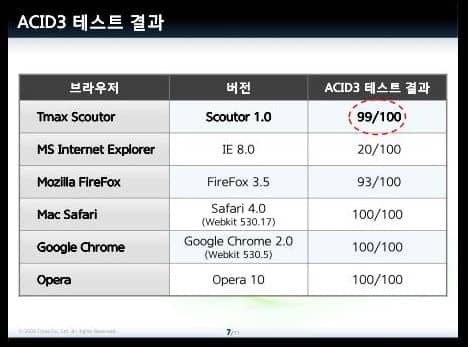 ACID3 테스트 결과
브라우저 버전 ACID3 테스트 결과
Tmax Scoutor Scoutor 1.0 99/100
MS Internet Explorer IE 8.0 20/100
Mozilla FireFox FireFox 3.5 93/100
Mac Safari Safari 4.0 100/100
(Webkit 530.17)
Google Chrome Google Chrome 2.0 100/100
(Webkit 530.5)
Opera Opera 10 100/100
Co., Ltd. All Rights Reserved.
7/11